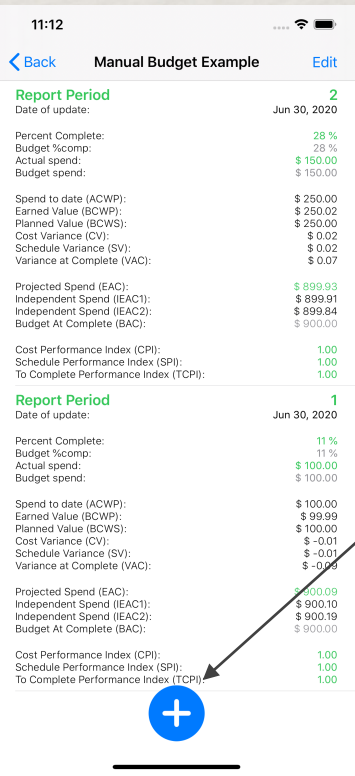 11:12
Back Manual Budget Example Edit
Report Period 2
Date of update: Jun 30, 2020
Percent Complete: 28 %
Budget %comp: 28 %
Actual spend: $ 150.00
Budget spend: $ 150.00
Spend to date (ACWP): $ 250.00
Earned Value (BCWP): $ 250.02
Planned Value (BCWS): $ 250.00
Cost Variance (CV): $ 0.02
Schedule Variance (SV): $ 0.02
Variance at Complete (VAC): $ 0.07
Projected Spend (EAC): $ 899.93
Independent Spend (IEAC1): $ 899.91
Independent Spend (IEAC2): $ 899.84
Budget At Complete (BAC): $ 900.00
Cost Performance Index (CPI): 1.00
Schedule Performance Index (SPI): 1.00
To Complete Performance Index (TCPI): 1.00
Report Period 1
Date of update: Jun 30, 2020
Percent Complete: 11 %
Budget %comp: 11 %
Actual spend: $ 100.00
Budget spend: $ 100.00
Spend to date (ACWP): $ 100.00
Earned Value (BCWP): $ 99.99
Planned Value (BCWS): $ 100.00
Cost Variance (CV): $ -0.01
Schedule Variance (SV): $ -0.01
Variance at Complete (VAC): $ -0.09
Projected Spend (EAC): $ 900.09
Independent Spend (IEAC1): $ 900.10
Independent Spend (IEAC2): $ 900.19
Budget At Complete (BAC): $ 900.00
Cost Performance Index (CPI): 1.00
Schedule Performance Index (SPI): 1.00
To Complete Performance Index (TCPI): 1.00